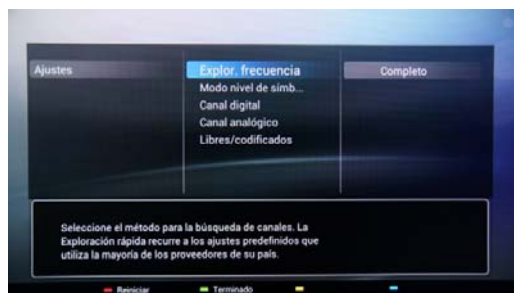 Ajustes
Explor. frecuencia
Completo
Modo nivel de símb...
Canal digital
Canal analógico
Libres/codificados
Seleccione el método para la búsqueda de canales. La
Exploración rápida recurre a los ajustes predefinidos que
utiliza la mayoría de los proveedores de su país.
Reiniciar
Terminado